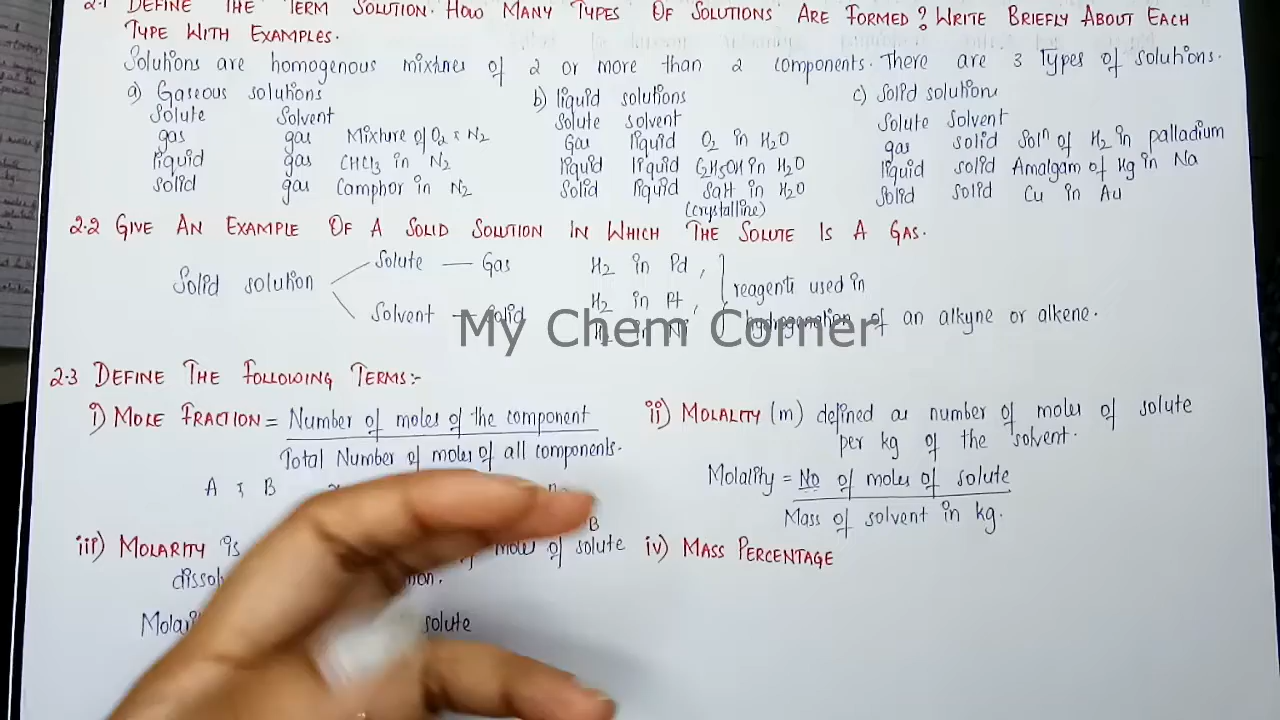 2.1 DEFINE THE TERM SOLUTION. HOW MANY TYPES OF SOLUTIONS ARE FORMED? WRITE BRIEFLY ABOUT EACH
TYPE WITH EXAMPLES.
Solutions are homogenous mixtures of 2 or more than 2 components. There are 3 Types of solutions.
a) Gaseous solutions
Solute Solvent
gas gas Mixture of O₂ & N₂
liquid gas CHCl₃ in N₂
Solid gas Camphor in N₂
b) liquid solutions
Solute solvent
Gas liquid O₂ in H₂O
liquid liquid C₂H₅OH in H₂O
Solid liquid Salt in H₂O
(crystalline)
c) Solid solution
Solute Solvent
gas solid Solⁿ of H₂ in palladium
liquid solid Amalgam of Hg in Na
Solid solid Cu in Au
2.2 GIVE AN EXAMPLE OF A SOLID SOLUTION IN WHICH THE SOLUTE IS A GAS.
Solid solution
Solute — Gas
Solvent — Solid
H₂ in Pd,
H₂ in Pt,
H₂ in Ni
reagents used in
hydrogenation of an alkyne or alkene.
My Chem Corner
2.3 DEFINE THE FOLLOWING TERMS:-
i) MOLE FRACTION = Number of moles of the component
Total Number of moles of all components.
A & B
B
ii) MOLALITY (m) defined as number of moles of solute
per kg of the solvent.
Molality = No of moles of solute
Mass of solvent in kg.
iii) MOLARITY is of solute
solute
iv) MASS PERCENTAGE